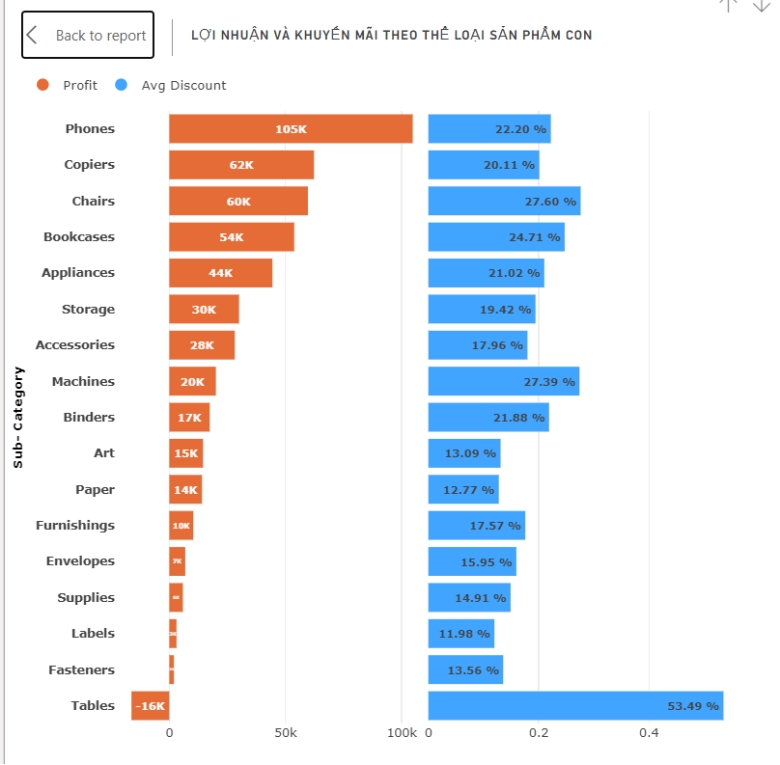 Back to report
LỢI NHUẬN VÀ KHUYẾN MÃI THEO THỂ LOẠI SẢN PHẨM CON
Profit Avg Discount
Sub- Category
Phones 105K 22.20 %
Copiers 62K 20.11 %
Chairs 60K 27.60 %
Bookcases 54K 24.71 %
Appliances 44K 21.02 %
Storage 30K 19.42 %
Accessories 28K 17.96 %
Machines 20K 27.39 %
Binders 17K 21.88 %
Art 15K 13.09 %
Paper 14K 12.77 %
Furnishings 10K 17.57 %
Envelopes 7K 15.95 %
Supplies 14.91 %
Labels 11.98 %
Fasteners 13.56 %
Tables -16K 53.49 %
0 50k 100k 0 0.2 0.4